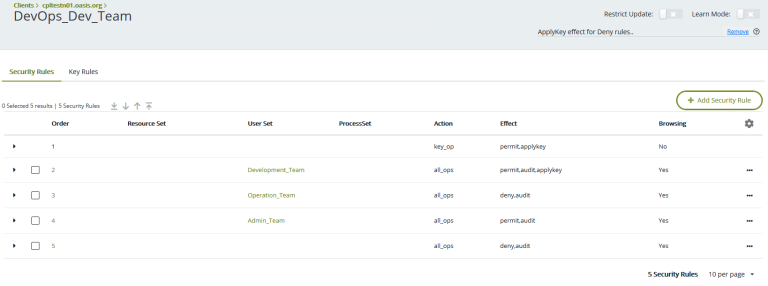 Clients > cpltestn01.oasis.org >
DevOps_Dev_Team
Restrict Update: Learn Mode:
ApplyKey effect for Deny rules.. Remove
Security Rules Key Rules
0 Selected 5 results | 5 Security Rules
+ Add Security Rule
Order Resource Set User Set ProcessSet Action Effect Browsing
1 key_op permit,applykey No
2 Development_Team all_ops permit,audit,applykey Yes
3 Operation_Team all_ops deny,audit Yes
4 Admin_Team all_ops permit,audit Yes
5 all_ops deny,audit Yes
5 Security Rules 10 per page